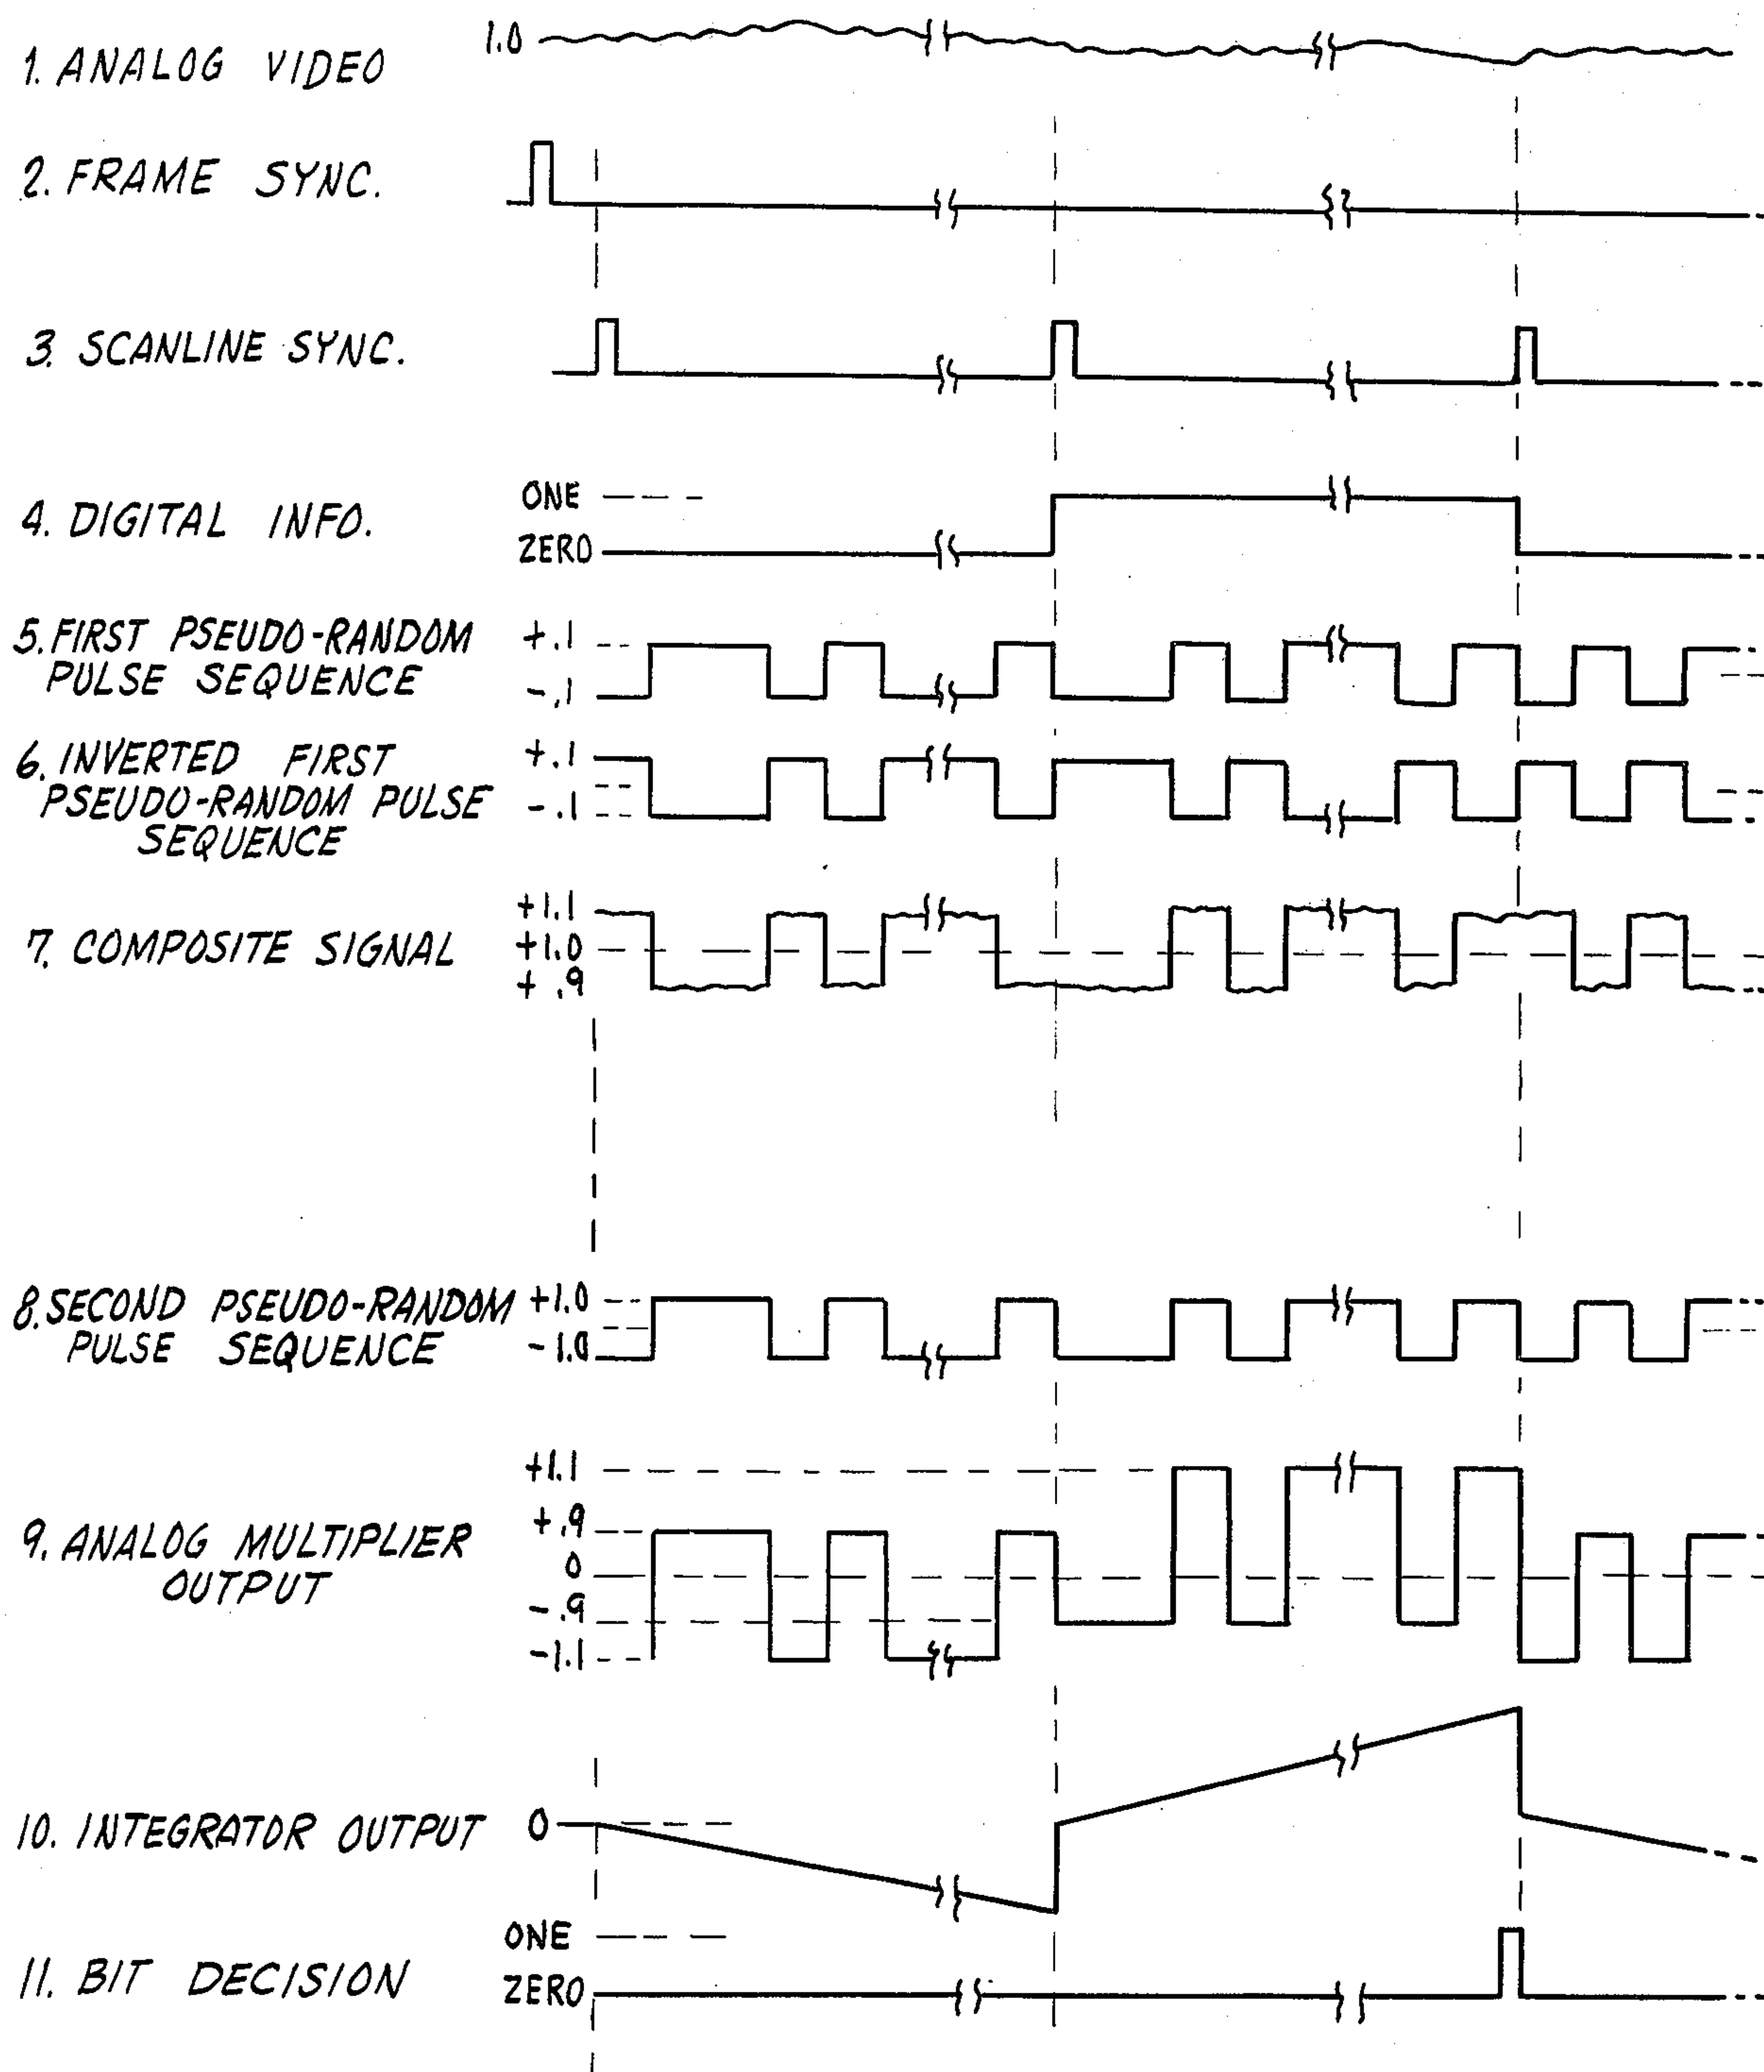 1. ANALOG VIDEO
1.0
2. FRAME SYNC.
3. SCANLINE SYNC.
4. DIGITAL INFO.
ONE
ZERO
5. FIRST PSEUDO-RANDOM
PULSE SEQUENCE
+.1
-.1
6. INVERTED FIRST
PSEUDO-RANDOM PULSE
SEQUENCE
+.1
-.1
7. COMPOSITE SIGNAL
+1.1
+1.0
+ .9
8. SECOND PSEUDO-RANDOM
PULSE SEQUENCE
+1.0
-1.0
9. ANALOG MULTIPLIER
OUTPUT
+1.1
+.9
0
-.9
-1.1
10. INTEGRATOR OUTPUT
0
11. BIT DECISION
ONE
ZERO